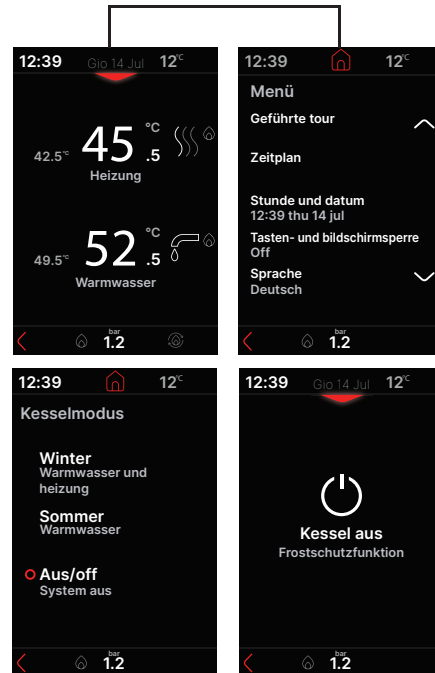 12:39 Gio 14 Jul 12°C
42.5°C 45.5 °C
Heizung
49.5°C 52.5 °C
Warmwasser
bar
1.2
12:39 12°C
Menü
Geführte tour
Zeitplan
Stunde und datum
12:39 thu 14 jul
Tasten- und bildschirmsperre
Off
Sprache
Deutsch
bar
1.2
12:39 12°C
Kesselmodus
Winter
Warmwasser und
heizung
Sommer
Warmwasser
Aus/off
System aus
bar
1.2
12:39 Gio 14 Jul 12°C
Kessel aus
Frostschutzfunktion
bar
1.2